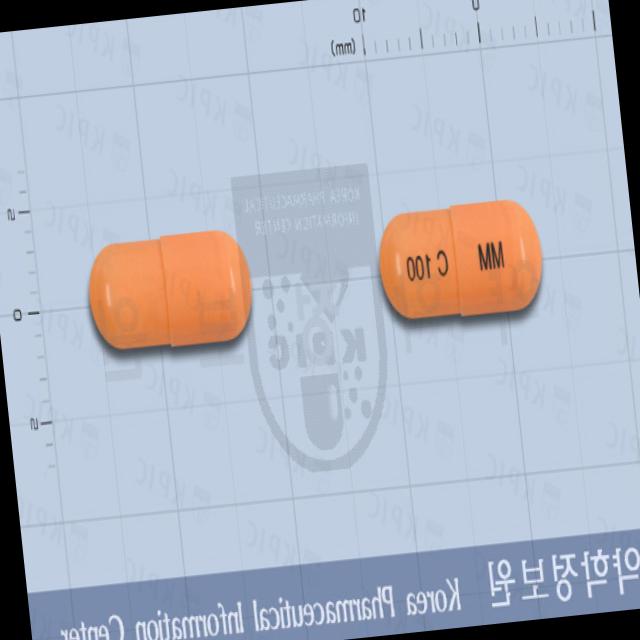 10
0
(mm)
5
0
5
KOREA PHARMACEUTICAL
INFORMATION CENTER
MM
C 100
KPIC
약학정보원 Korea Pharmaceutical Information Center